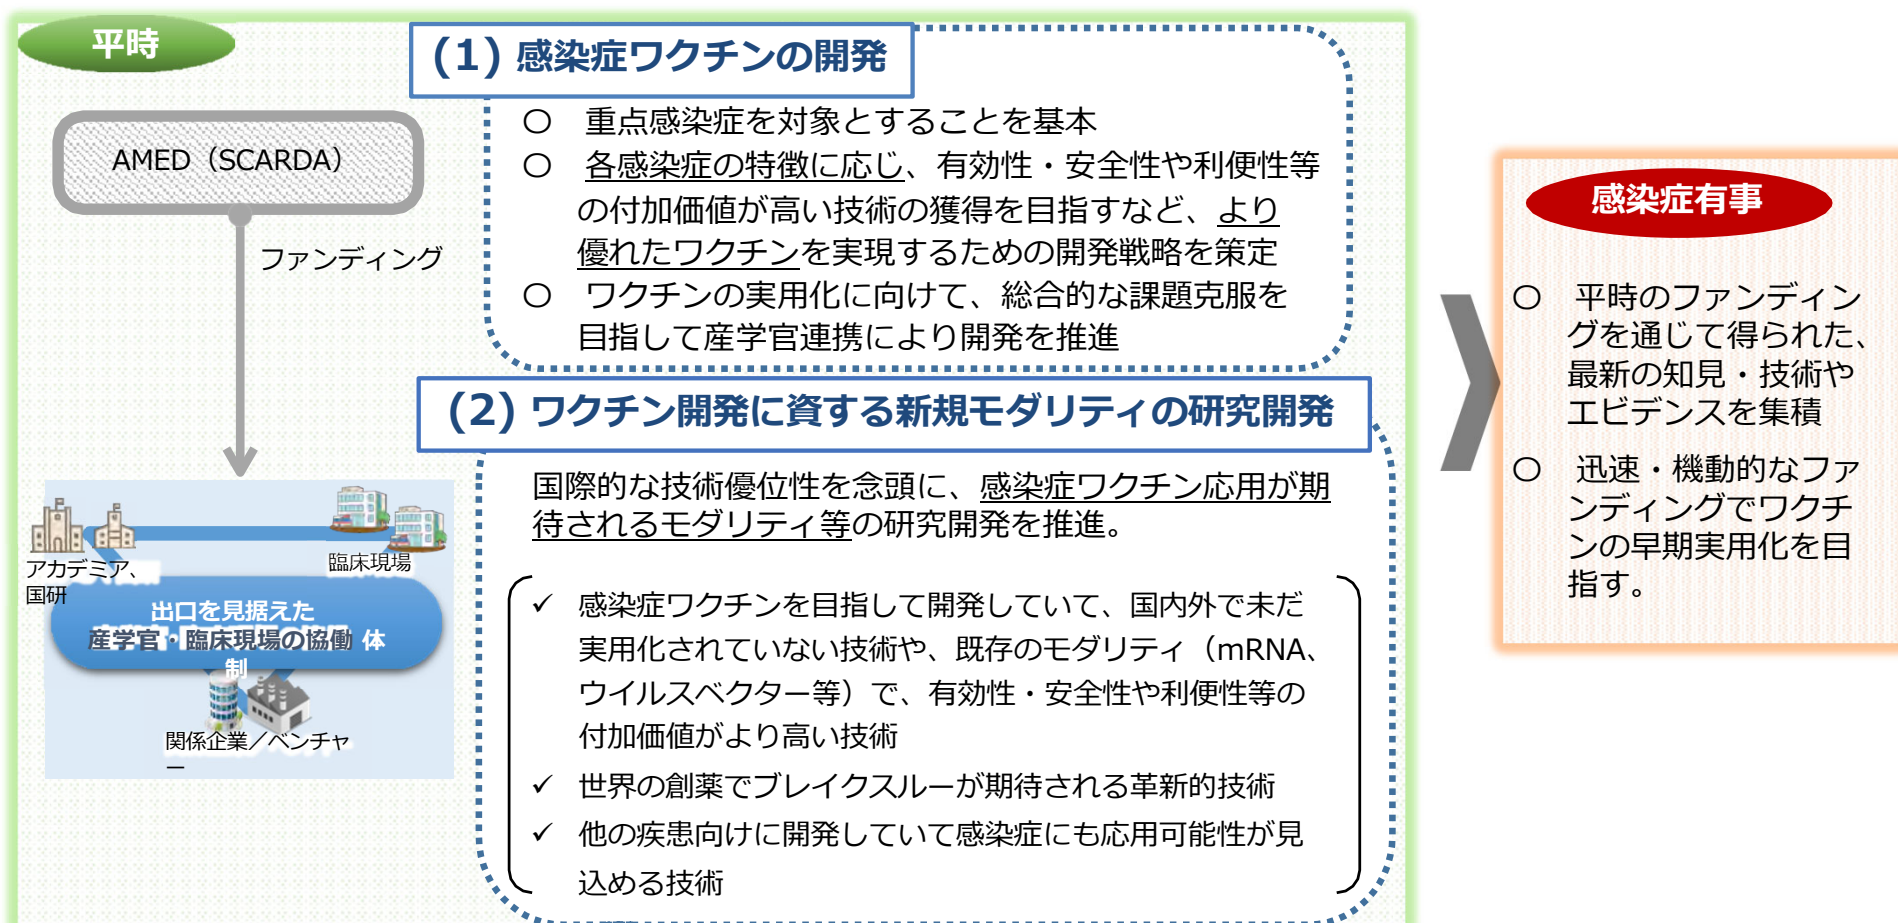 平時
AMED（SCARDA）
ファンディング
アカデミア、
国研
臨床現場
出口を見据えた
産学官・臨床現場の協働 体
制
関係企業／ベンチャ
ー
(1) 感染症ワクチンの開発
〇　重点感染症を対象とすることを基本
〇　各感染症の特徴に応じ、有効性・安全性や利便性等
の付加価値が高い技術の獲得を目指すなど、より
優れたワクチンを実現するための開発戦略を策定
〇　ワクチンの実用化に向けて、総合的な課題克服を
目指して産学官連携により開発を推進
(2) ワクチン開発に資する新規モダリティの研究開発
国際的な技術優位性を念頭に、感染症ワクチン応用が期
待されるモダリティ等の研究開発を推進。
✓ 感染症ワクチンを目指して開発していて、国内外で未だ
実用化されていない技術や、既存のモダリティ（mRNA、
ウイルスベクター等）で、有効性・安全性や利便性等の
付加価値がより高い技術
✓ 世界の創薬でブレイクスルーが期待される革新的技術
✓ 他の疾患向けに開発していて感染症にも応用可能性が見
込める技術
感染症有事
〇　平時のファンディン
グを通じて得られた、
最新の知見・技術や
エビデンスを集積
〇　迅速・機動的なファ
ンディングでワクチ
ンの早期実用化を目
指す。